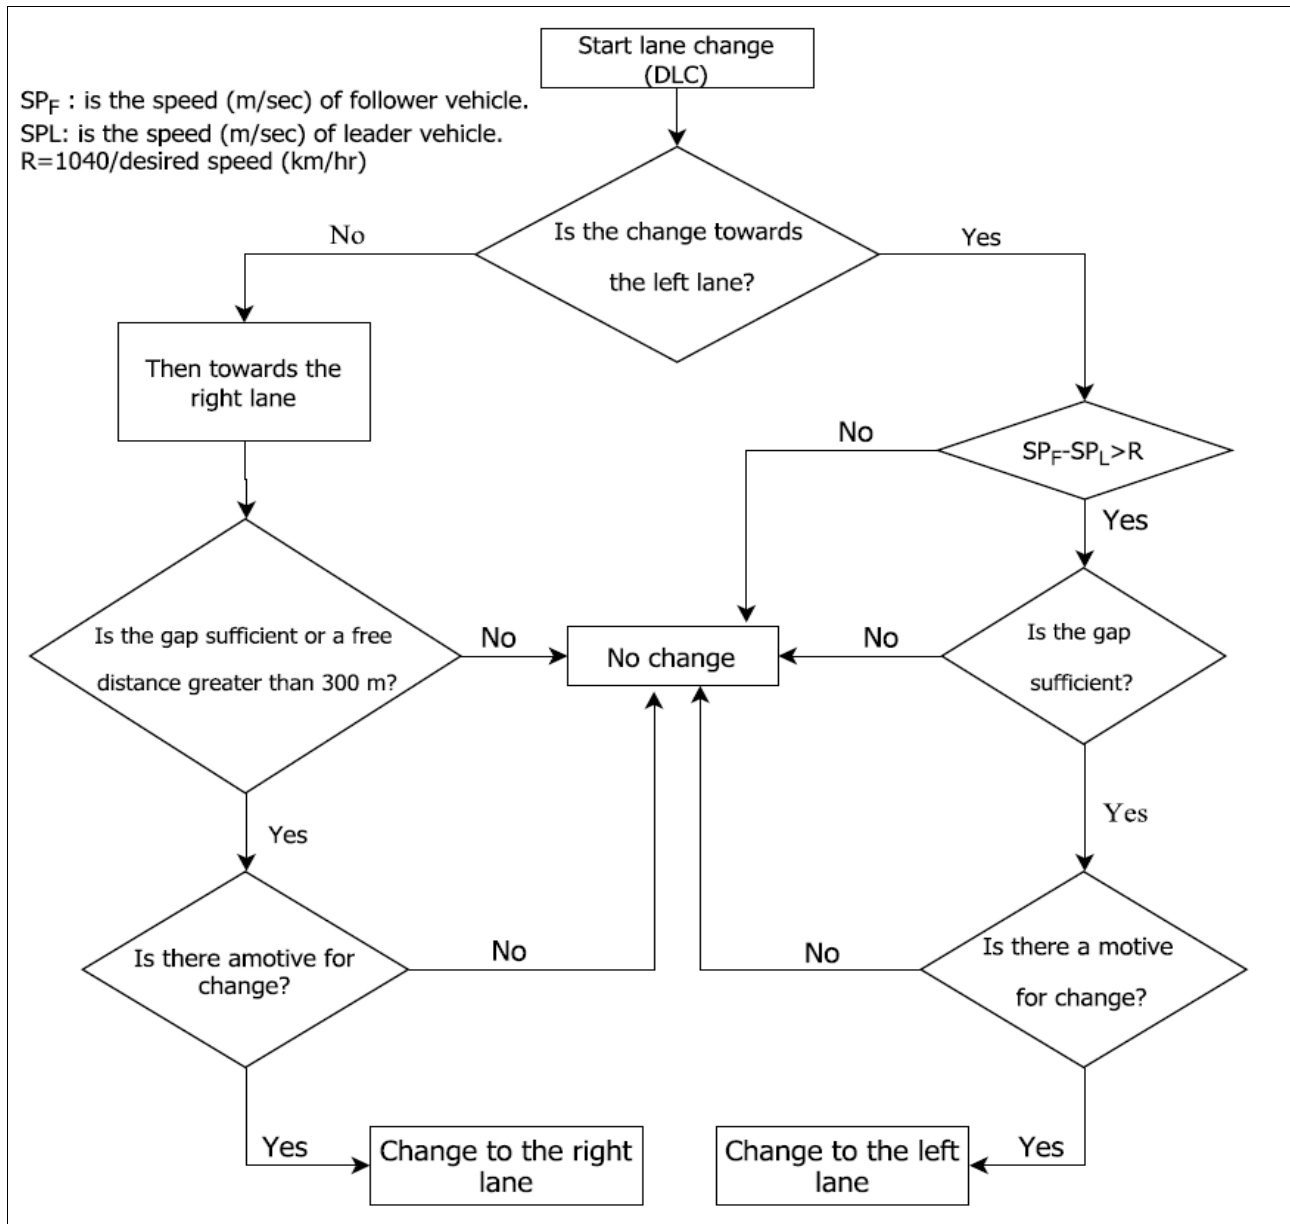 Start lane change
(DLC)
SPF : is the speed (m/sec) of follower vehicle.
SPL: is the speed (m/sec) of leader vehicle.
R=1040/desired speed (km/hr)
Is the change towards
the left lane?
No
Yes
Then towards the
right lane
No
SPF-SPL>R
Yes
Is the gap sufficient or a free
distance greater than 300 m?
No
No change
No
Is the gap
sufficient?
Yes
Yes
Is there amotive for
change?
No
No
Is there a motive
for change?
Yes
Change to the right
lane
Change to the left
lane
Yes